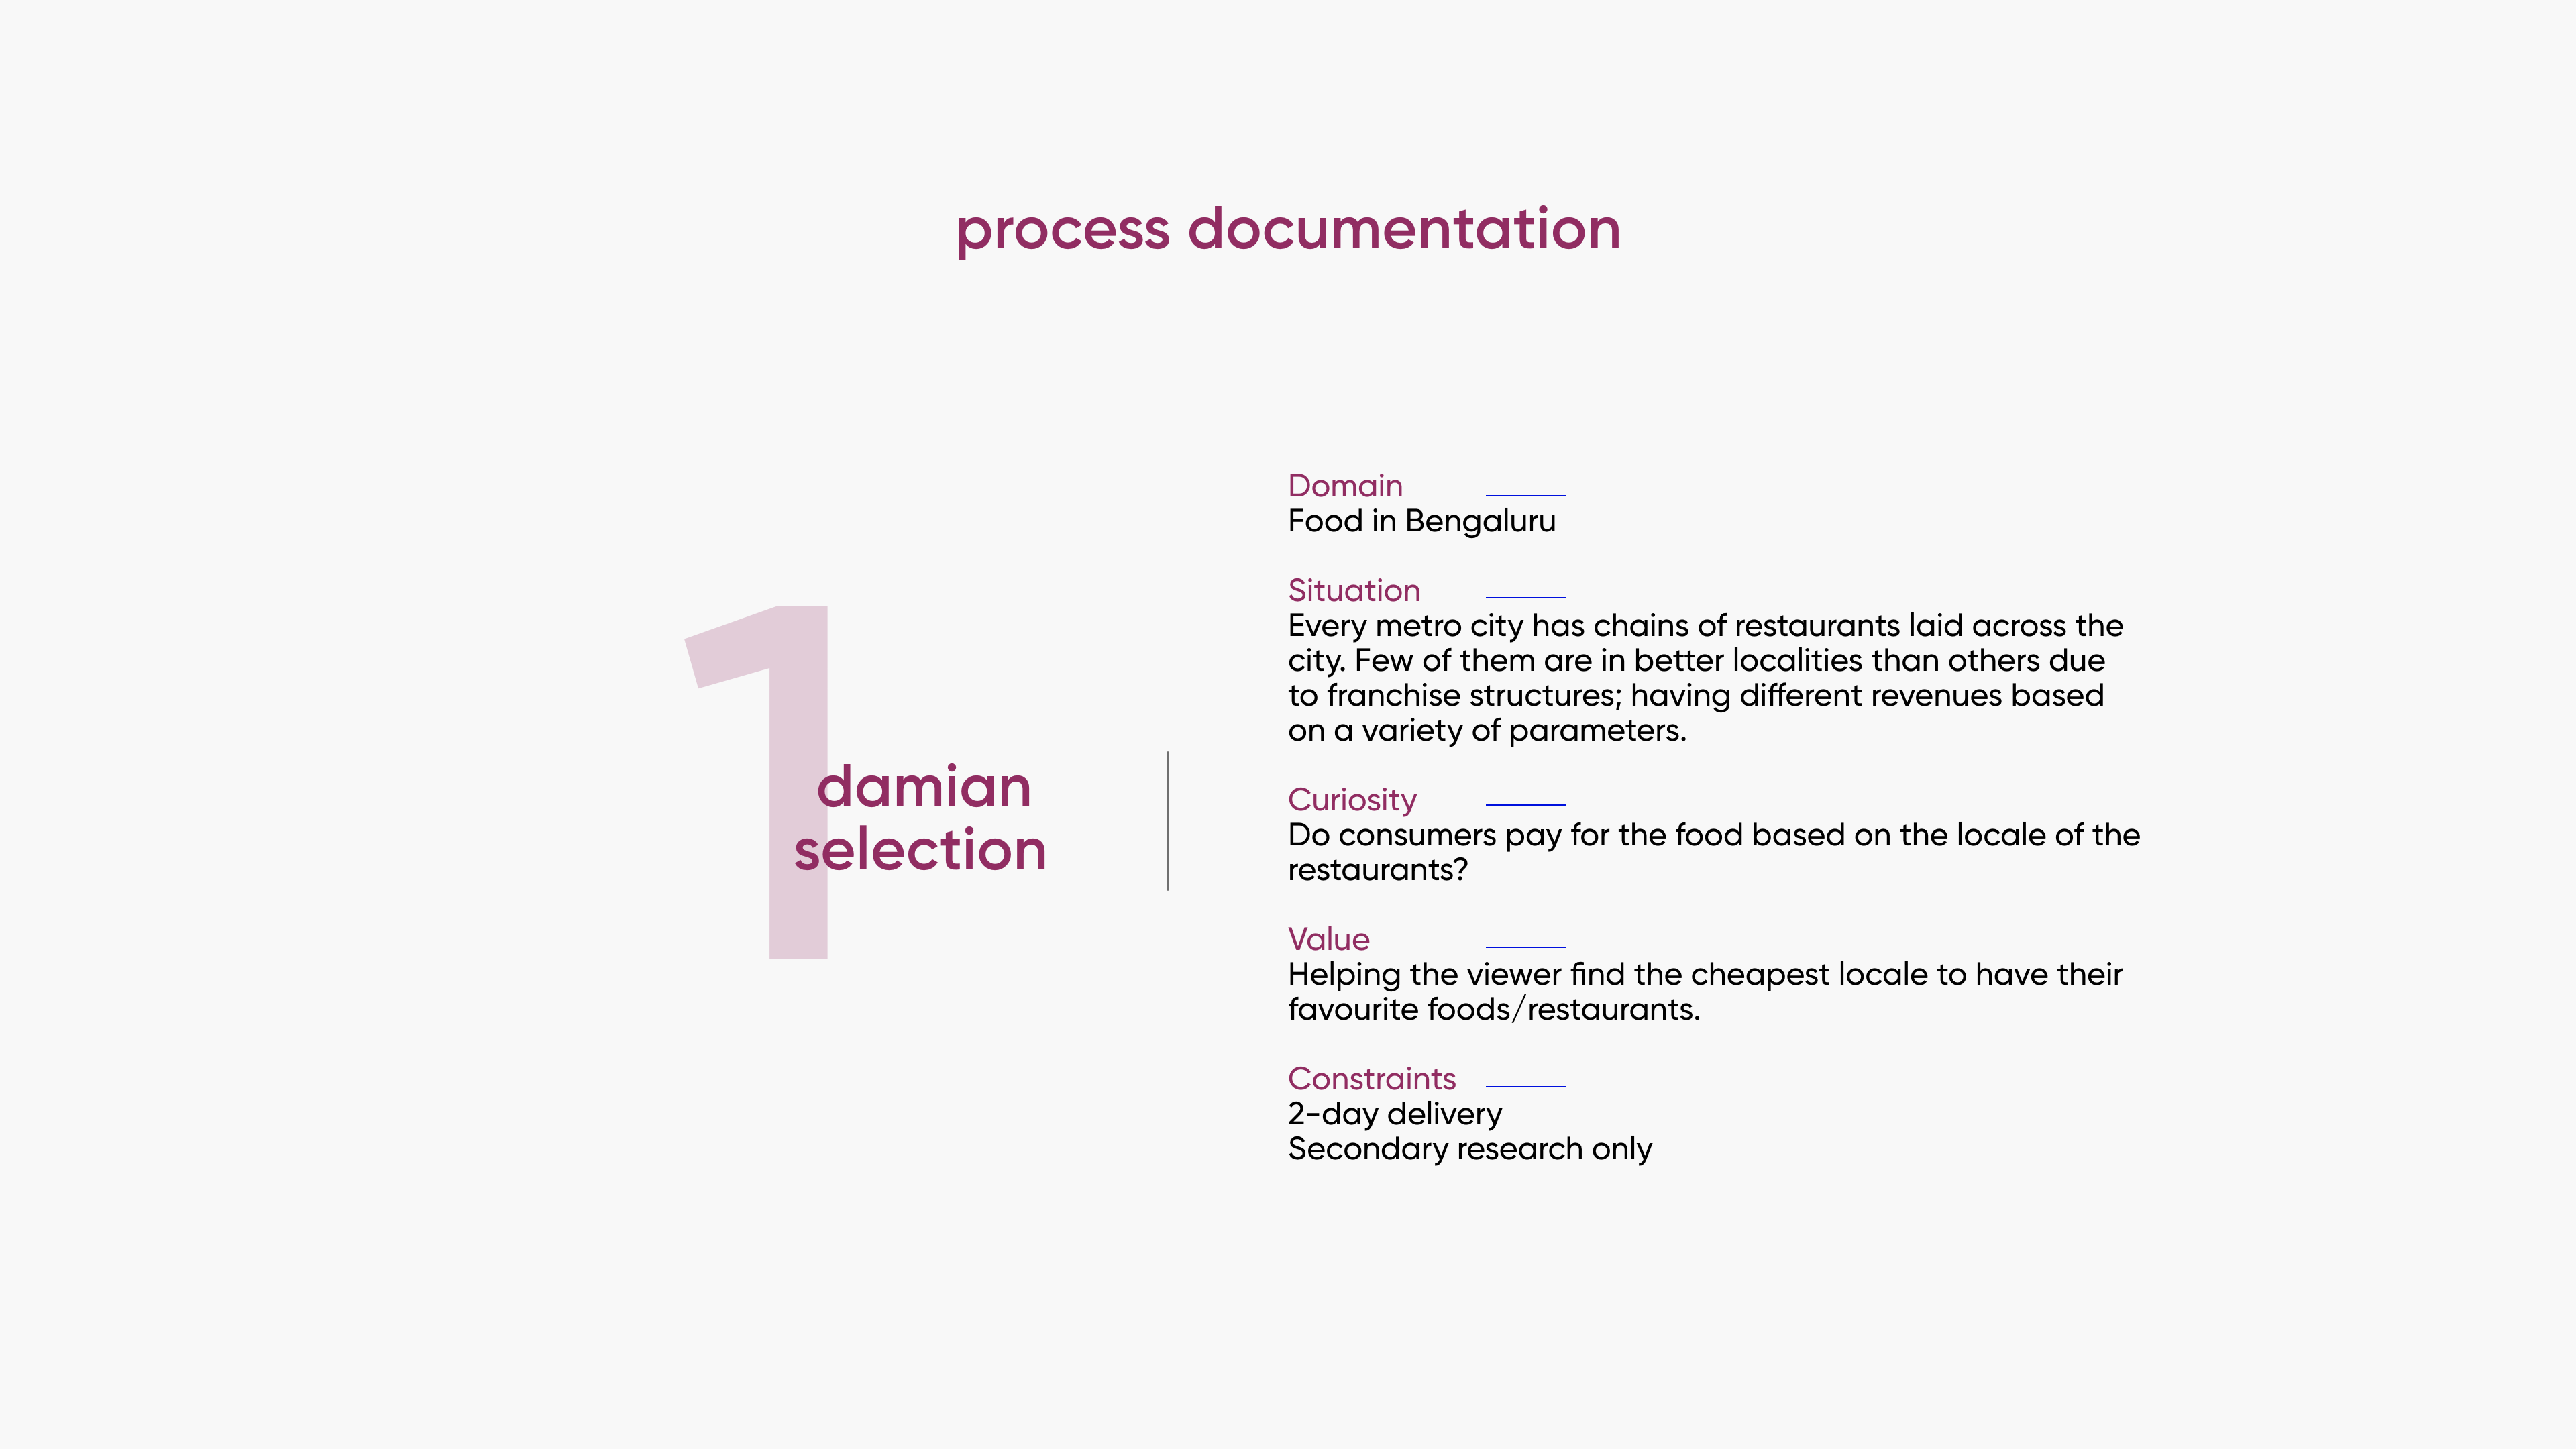 process documentation
1
damian
selection
Domain
Food in Bengaluru
Situation
Every metro city has chains of restaurants laid across the
city. Few of them are in better localities than others due
to franchise structures; having different revenues based
on a variety of parameters.
Curiosity
Do consumers pay for the food based on the locale of the
restaurants?
Value
Helping the viewer find the cheapest locale to have their
favourite foods/restaurants.
Constraints
2-day delivery
Secondary research only